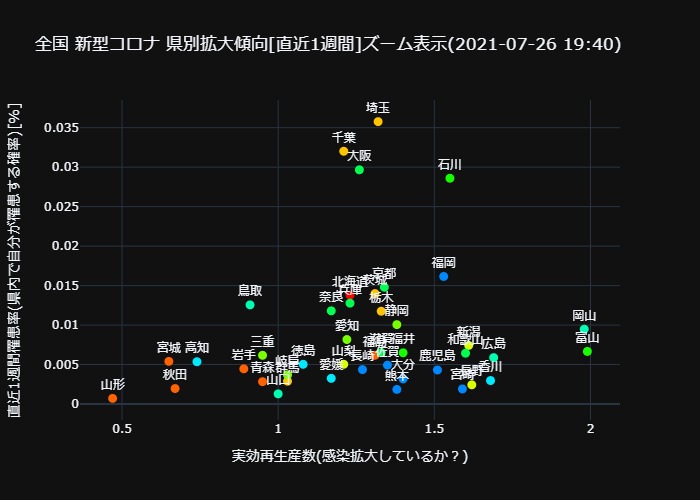 全国 新型コロナ 県別拡大傾向[直近1週間]ズーム表示(2021-07-26 19:40)
直近1週間罹患率(県内で自分が罹患する確率)[%]
0.035
0.03
0.025
0.02
0.015
0.01
0.005
0
埼玉
千葉
大阪
石川
福岡
京都
北海道
茨城
兵庫
鳥取
奈良
栃木
静岡
岡山
愛知
新潟
三重
福井
和歌山
広島
富山
宮城
高知
岩手
徳島
山梨
佐賀
長崎
大分
鹿児島
岐阜
青森
群馬
愛媛
長野
香川
秋田
山口
熊本
宮崎
山形
0.5
1
1.5
2
実効再生産数(感染拡大しているか？)